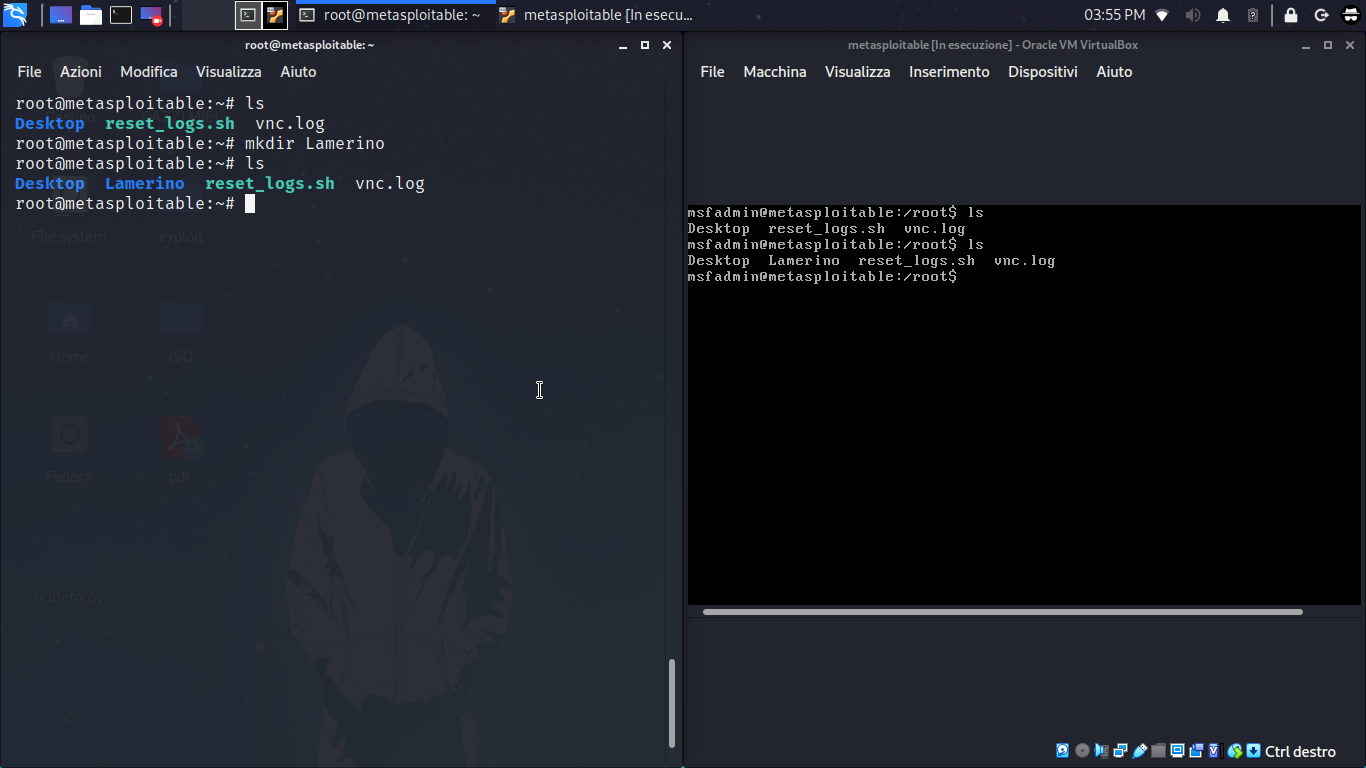 root@metasploitable: ~
metasploitable [In esecu...
03:55 PM
root@metasploitable: ~
File Azioni Modifica Visualizza Aiuto
root@metasploitable:~# ls
Desktop reset_logs.sh vnc.log
root@metasploitable:~# mkdir Lamerino
root@metasploitable:~# ls
Desktop Lamerino reset_logs.sh vnc.log
root@metasploitable:~#
File system exploit
Home ISO
Fedora pdf
bruteforpy
C
metasploitable [In esecuzione] - Oracle VM VirtualBox
File Macchina Visualizza Inserimento Dispositivi Aiuto
msfadmin@metasploitable:/root$ ls
Desktop reset_logs.sh vnc.log
msfadmin@metasploitable:/root$ ls
Desktop Lamerino reset_logs.sh vnc.log
msfadmin@metasploitable:/root$
Ctrl destro